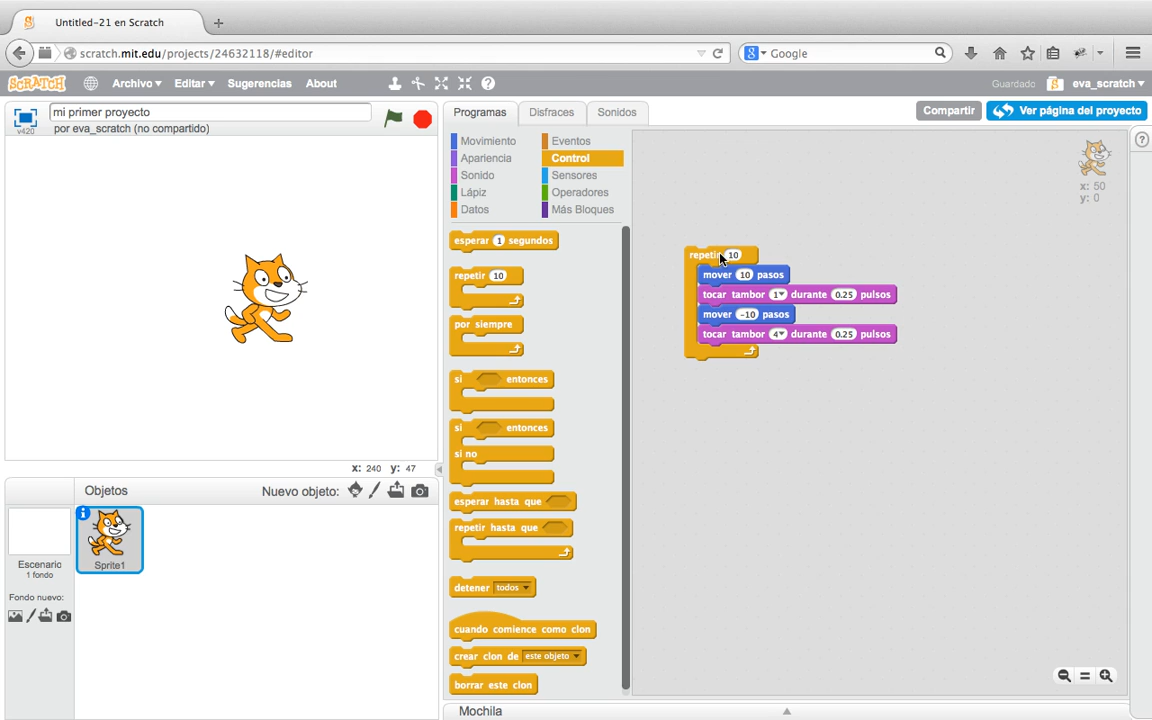 Untitled-21 en Scratch
scratch.mit.edu/projects/24632118/#editor
Google
SCRATCH Archivo Editar Sugerencias About
Guardado eva_scratch
mi primer proyecto
por eva_scratch (no compartido)
v420
Programas Disfraces Sonidos
Compartir Ver página del proyecto
Movimiento Eventos
Apariencia Control
Sonido Sensores
Lápiz Operadores
Datos Más Bloques
esperar 1 segundos
repetir 10
por siempre
si entonces
si entonces
si no
esperar hasta que
repetir hasta que
detener todos
cuando comience como clon
crear clon de este objeto
borrar este clon
repetir 10
mover 10 pasos
tocar tambor 1 durante 0.25 pulsos
mover -10 pasos
tocar tambor 4 durante 0.25 pulsos
x: 50
y: 0
x: 240 y: 47
Objetos Nuevo objeto:
Escenario
1 fondo
Fondo nuevo:
Sprite1
Mochila